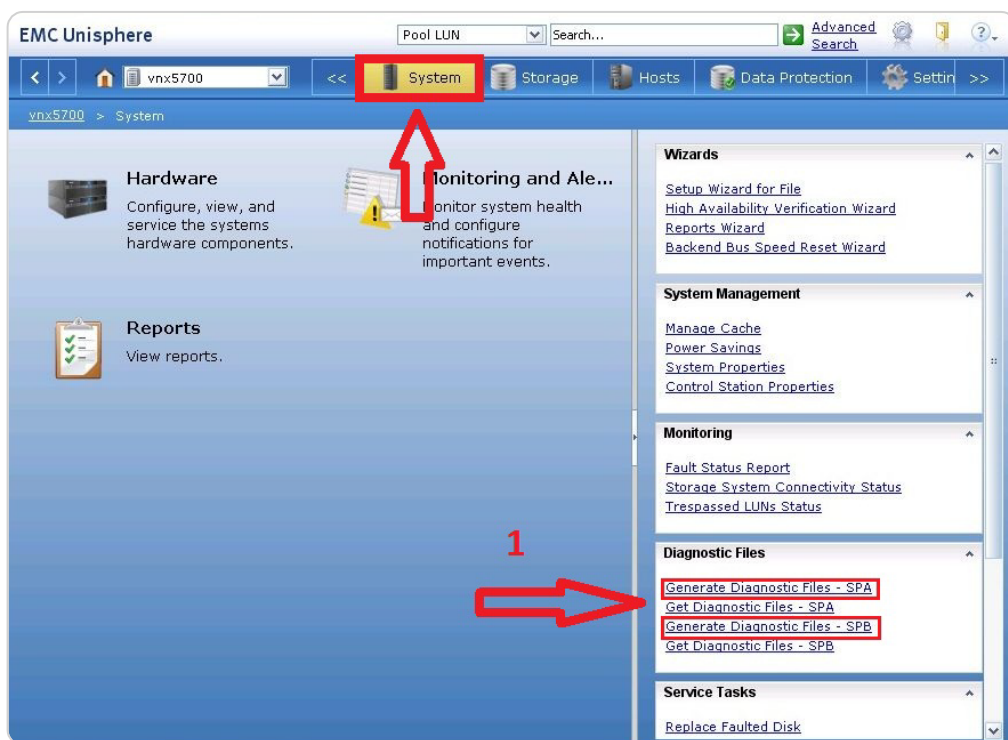 EMC Unisphere
Pool LUN
Search...
Advanced
Search
?
< >
vnx5700
<<
System
Storage
Hosts
Data Protection
Settin
>>
vnx5700 > System
Hardware
Configure, view, and
service the systems
hardware components.
Monitoring and Ale...
Monitor system health
and configure
notifications for
important events.
Reports
View reports.
1
Wizards
Setup Wizard for File
High Availability Verification Wizard
Reports Wizard
Backend Bus Speed Reset Wizard
System Management
Manage Cache
Power Savings
System Properties
Control Station Properties
Monitoring
Fault Status Report
Storage System Connectivity Status
Trespassed LUNs Status
Diagnostic Files
Generate Diagnostic Files - SPA
Get Diagnostic Files - SPA
Generate Diagnostic Files - SPB
Get Diagnostic Files - SPB
Service Tasks
Replace Faulted Disk